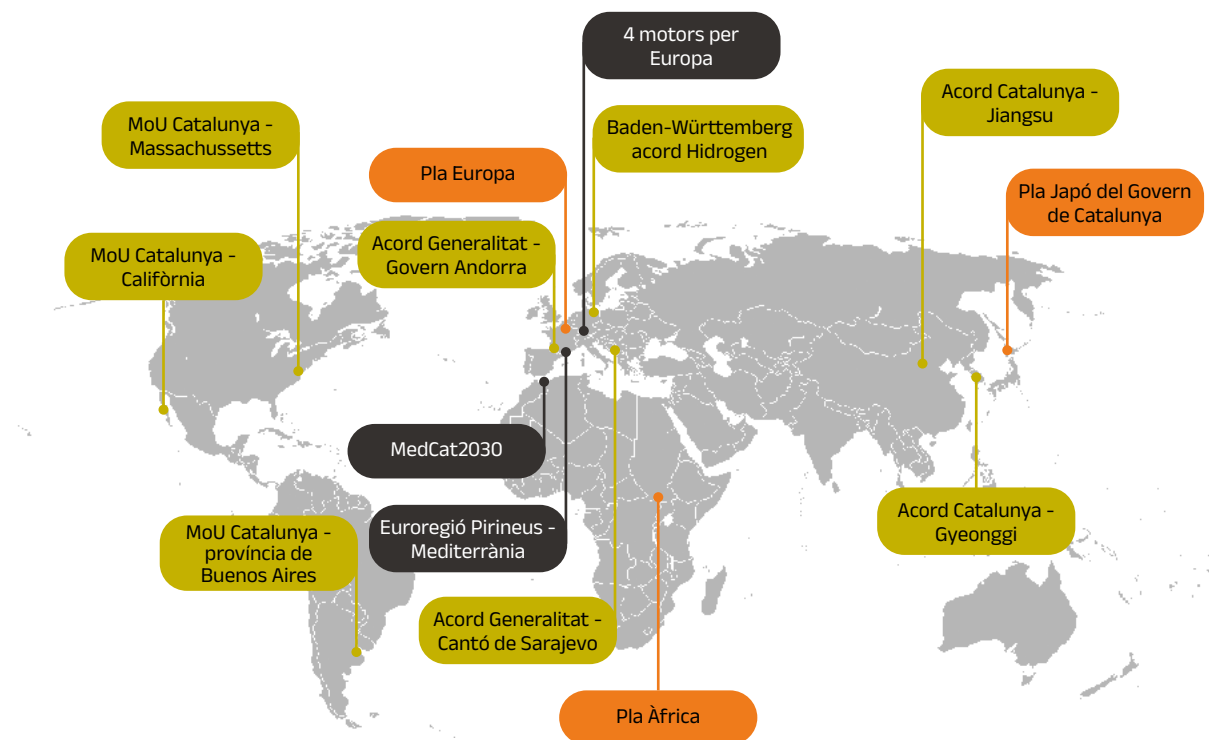 4 motors per
Europa
Acord Catalunya -
Jiangsu
MoU Catalunya -
Massachussetts
Baden-Württemberg
acord Hidrogen
Pla Europa
Pla Japó del Govern
de Catalunya
Acord Generalitat -
Govern Andorra
MoU Catalunya -
Califòrnia
MedCat2030
Acord Catalunya -
Gyeonggi
Euroregió Pirineus -
Mediterrània
MoU Catalunya -
província de
Buenos Aires
Acord Generalitat -
Cantó de Sarajevo
Pla Àfrica